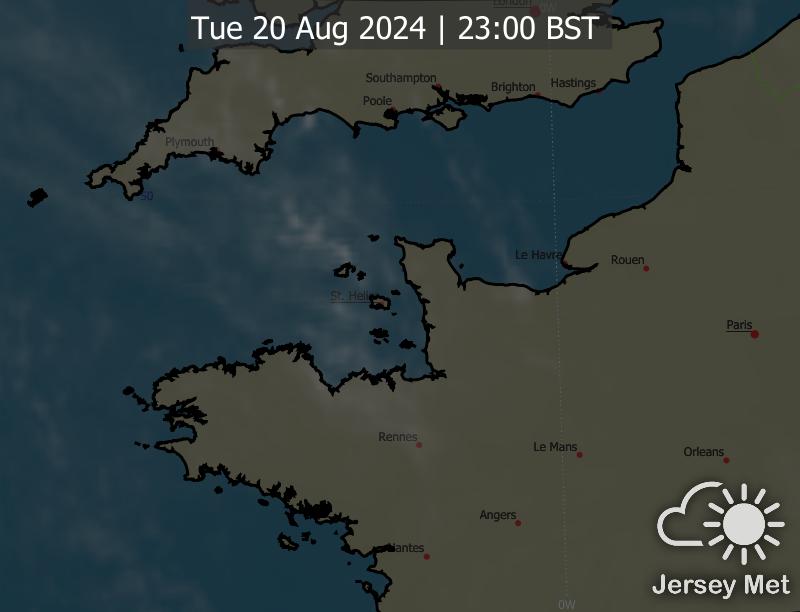 London
0W
Tue 20 Aug 2024 | 23:00 BST
Southampton
Brighton
Hastings
Poole
Plymouth
50
Le Havre
Rouen
St. Helier
Paris
Rennes
Le Mans
Orleans
Angers
Nantes
Jersey Met
0W